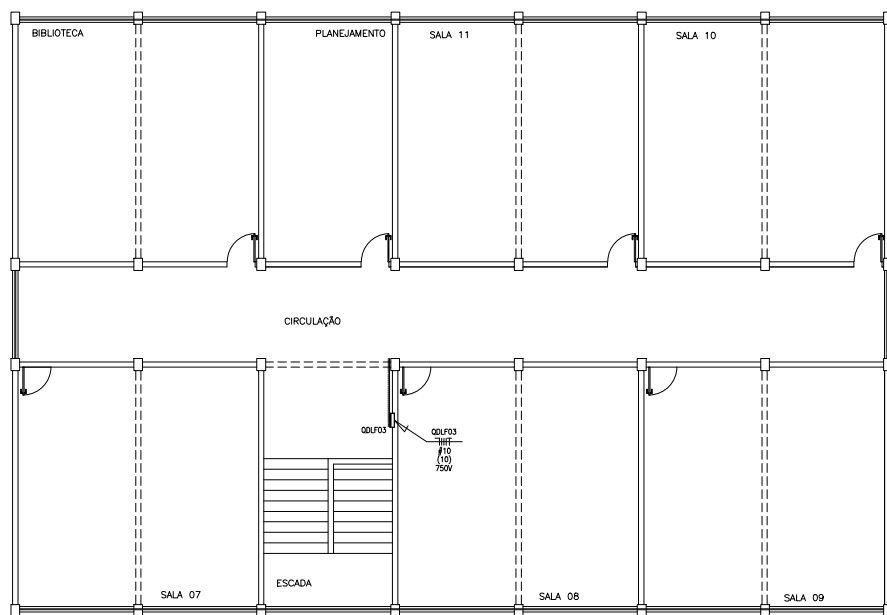 BIBLIOTECA
PLANEJAMENTO
SALA 11
SALA 10
CIRCULAÇÃO
QDLF03
QDLF03
#10
(10)
750V
ESCADA
SALA 07
SALA 08
SALA 09